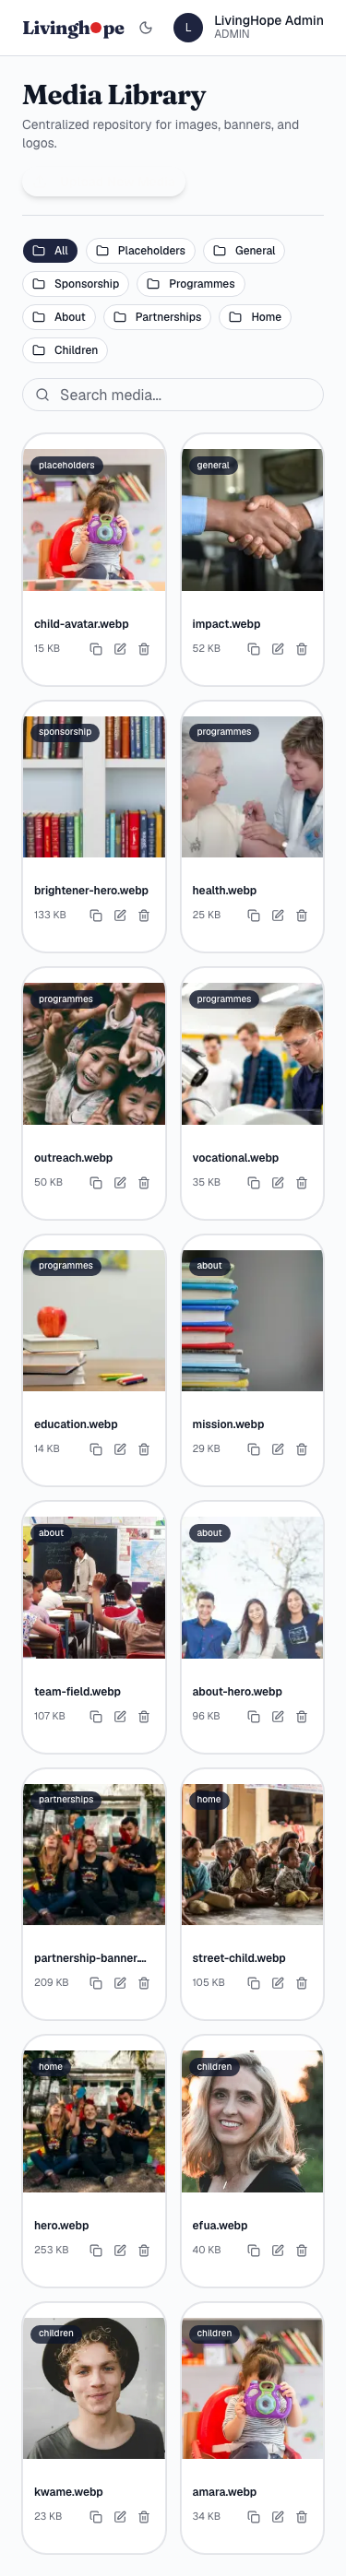 Livinghope
L
LivingHope Admin
ADMIN
Media Library
Centralized repository for images, banners, and
logos.
All
Placeholders
General
Sponsorship
Programmes
About
Partnerships
Home
Children
Search media...
placeholders
child-avatar.webp
15 KB
general
impact.webp
52 KB
sponsorship
brightener-hero.webp
133 KB
programmes
health.webp
25 KB
programmes
outreach.webp
50 KB
programmes
vocational.webp
35 KB
programmes
education.webp
14 KB
about
mission.webp
29 KB
about
team-field.webp
107 KB
about
about-hero.webp
96 KB
partnerships
partnership-banner....
209 KB
home
street-child.webp
105 KB
home
hero.webp
253 KB
children
efua.webp
40 KB
children
kwame.webp
23 KB
children
amara.webp
34 KB